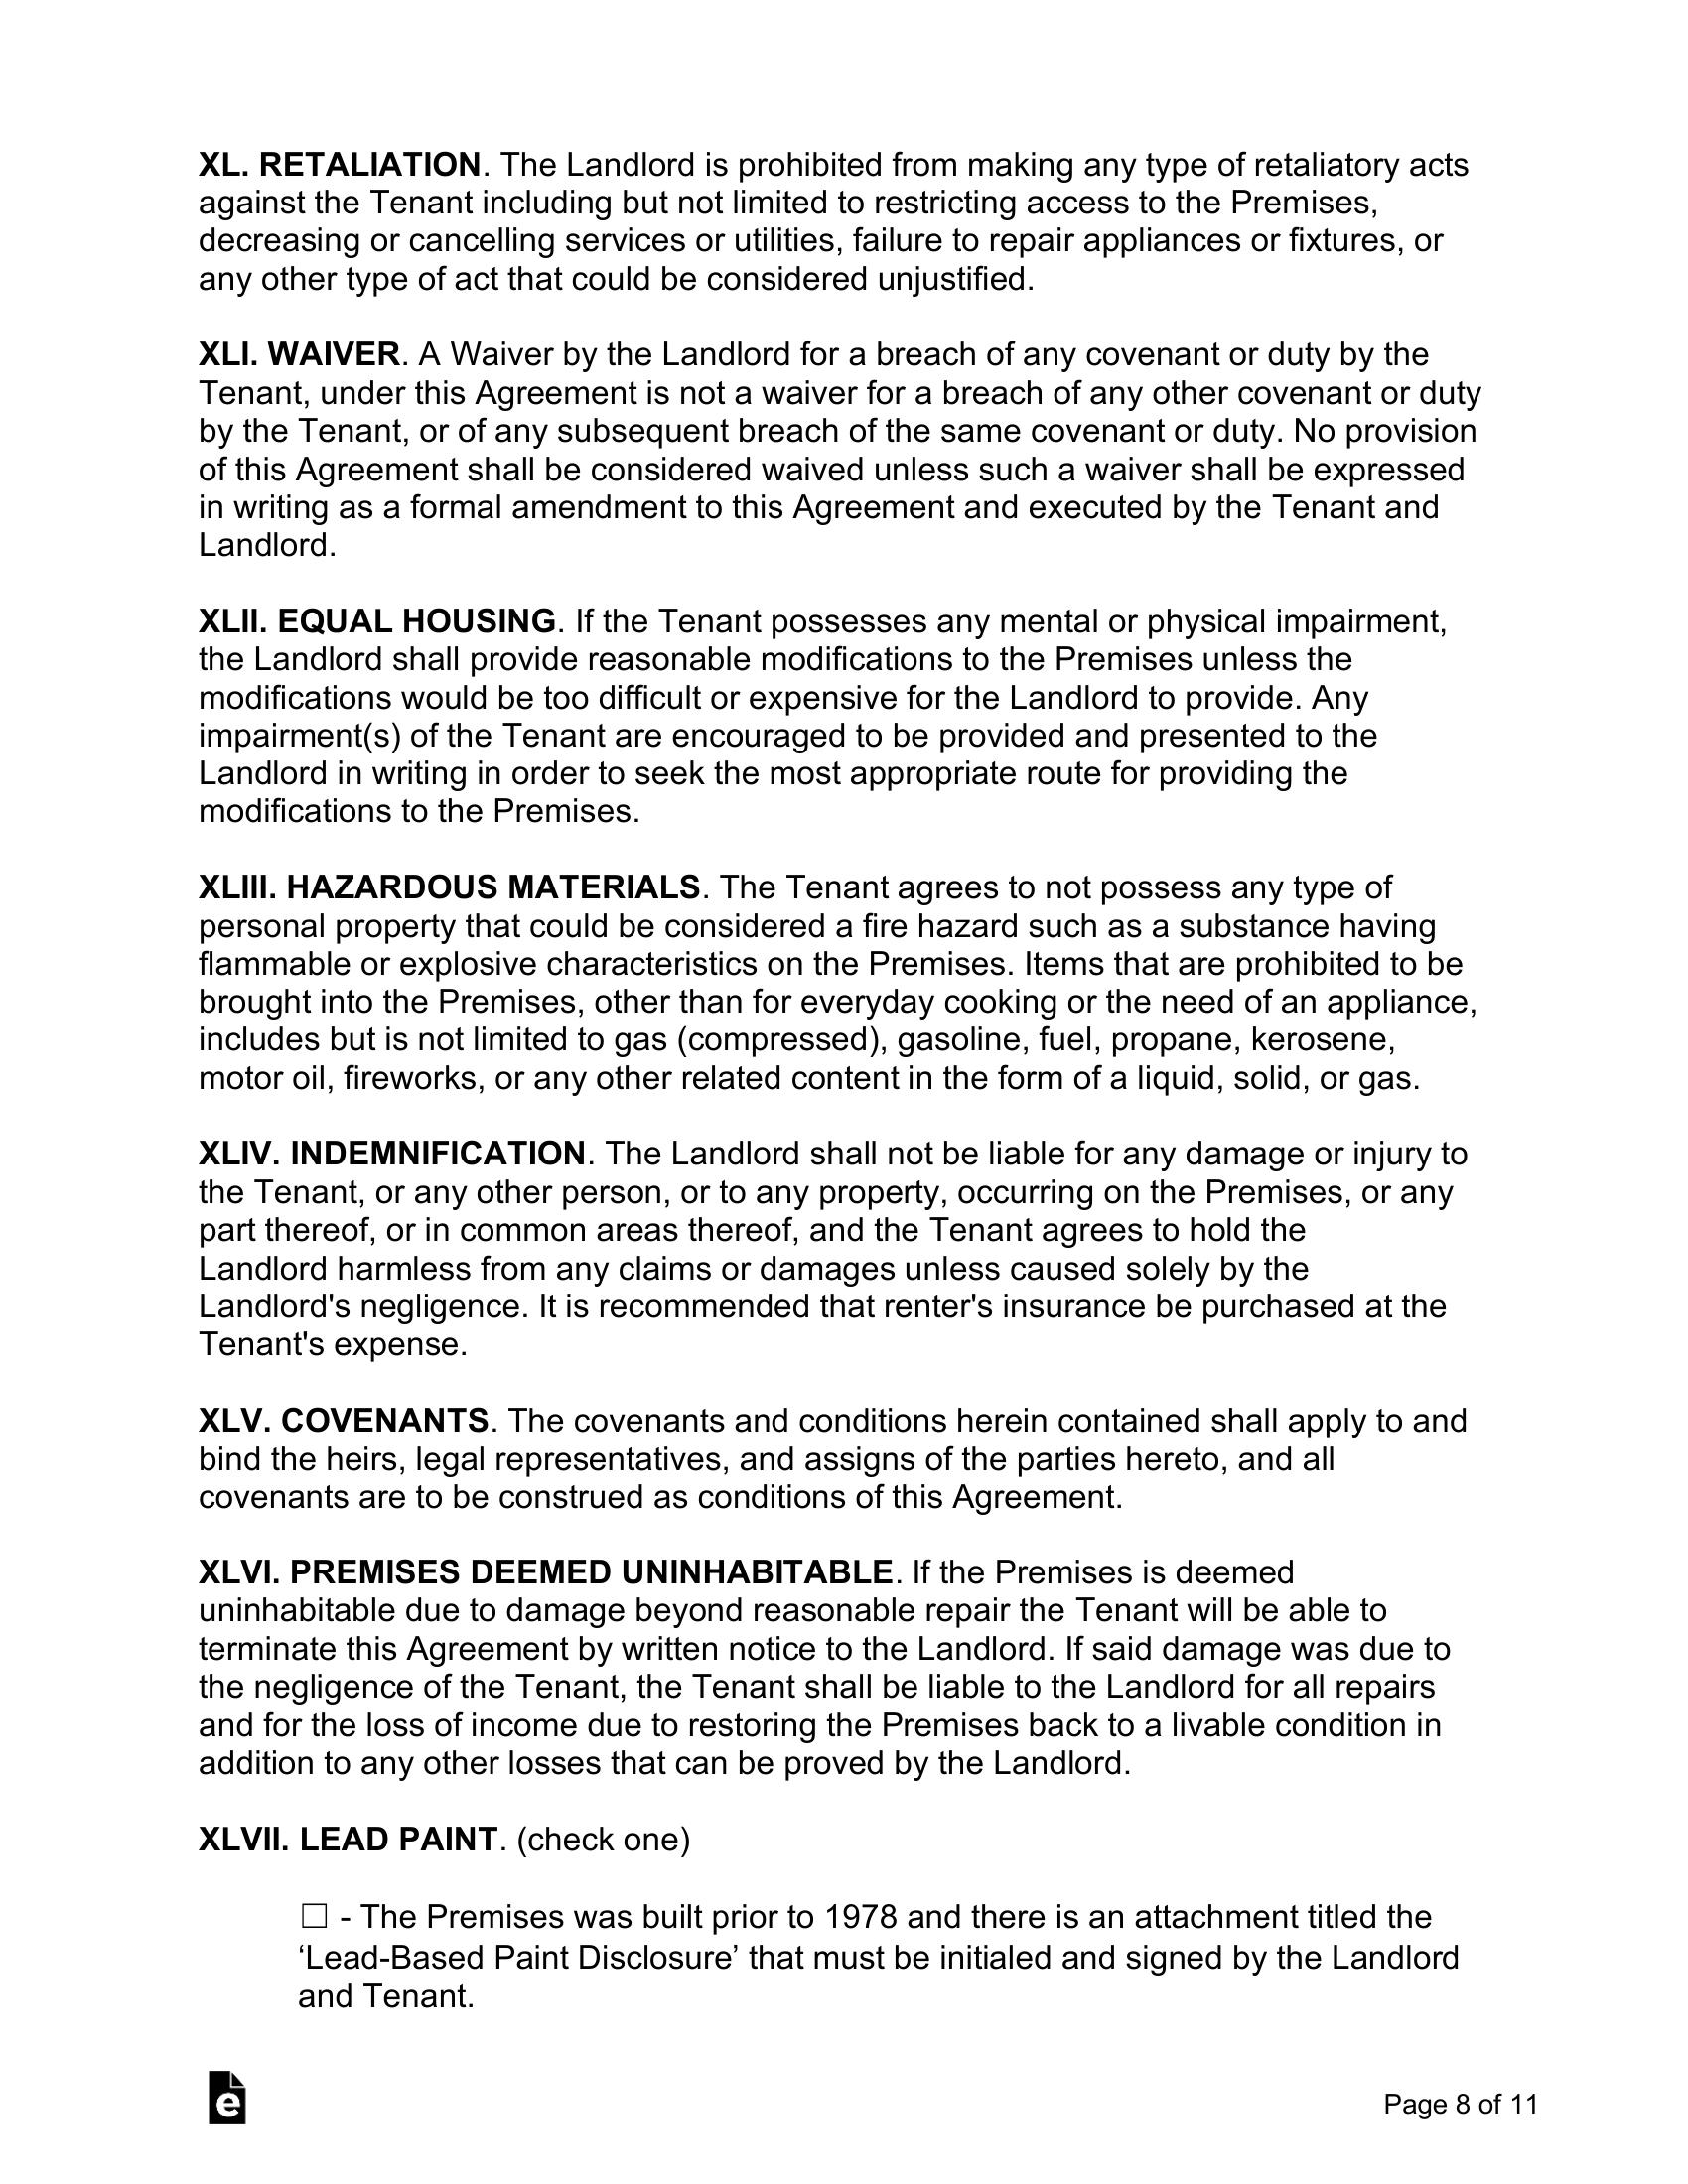 XL. RETALIATION. The Landlord is prohibited from making any type of retaliatory acts
against the Tenant including but not limited to restricting access to the Premises,
decreasing or cancelling services or utilities, failure to repair appliances or fixtures, or
any other type of act that could be considered unjustified.
XLI. WAIVER. A Waiver by the Landlord for a breach of any covenant or duty by the
Tenant, under this Agreement is not a waiver for a breach of any other covenant or duty
by the Tenant, or of any subsequent breach of the same covenant or duty. No provision
of this Agreement shall be considered waived unless such a waiver shall be expressed
in writing as a formal amendment to this Agreement and executed by the Tenant and
Landlord.
XLII. EQUAL HOUSING. If the Tenant possesses any mental or physical impairment,
the Landlord shall provide reasonable modifications to the Premises unless the
modifications would be too difficult or expensive for the Landlord to provide. Any
impairment(s) of the Tenant are encouraged to be provided and presented to the
Landlord in writing in order to seek the most appropriate route for providing the
modifications to the Premises.
XLIII. HAZARDOUS MATERIALS. The Tenant agrees to not possess any type of
personal property that could be considered a fire hazard such as a substance having
flammable or explosive characteristics on the Premises. Items that are prohibited to be
brought into the Premises, other than for everyday cooking or the need of an appliance,
includes but is not limited to gas (compressed), gasoline, fuel, propane, kerosene,
motor oil, fireworks, or any other related content in the form of a liquid, solid, or gas.
XLIV. INDEMNIFICATION. The Landlord shall not be liable for any damage or injury to
the Tenant, or any other person, or to any property, occurring on the Premises, or any
part thereof, or in common areas thereof, and the Tenant agrees to hold the
Landlord harmless from any claims or damages unless caused solely by the
Landlord's negligence. It is recommended that renter's insurance be purchased at the
Tenant's expense.
XLV. COVENANTS. The covenants and conditions herein contained shall apply to and
bind the heirs, legal representatives, and assigns of the parties hereto, and all
covenants are to be construed as conditions of this Agreement.
XLVI. PREMISES DEEMED UNINHABITABLE. If the Premises is deemed
uninhabitable due to damage beyond reasonable repair the Tenant will be able to
terminate this Agreement by written notice to the Landlord. If said damage was due to
the negligence of the Tenant, the Tenant shall be liable to the Landlord for all repairs
and for the loss of income due to restoring the Premises back to a livable condition in
addition to any other losses that can be proved by the Landlord.
XLVII. LEAD PAINT. (check one)
☐ - The Premises was built prior to 1978 and there is an attachment titled the
‘Lead-Based Paint Disclosure’ that must be initialed and signed by the Landlord
and Tenant.
e
Page 8 of 11